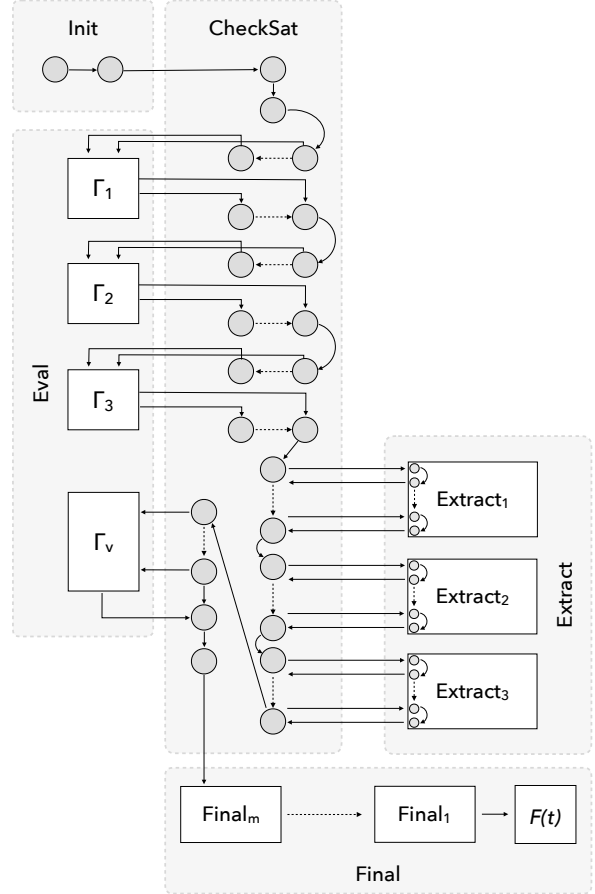 Init
CheckSat
Γ1
Γ2
Γ3
Eval
Γv
Extract1
Extract2
Extract3
Extract
Finalm
Final1
F(t)
Final